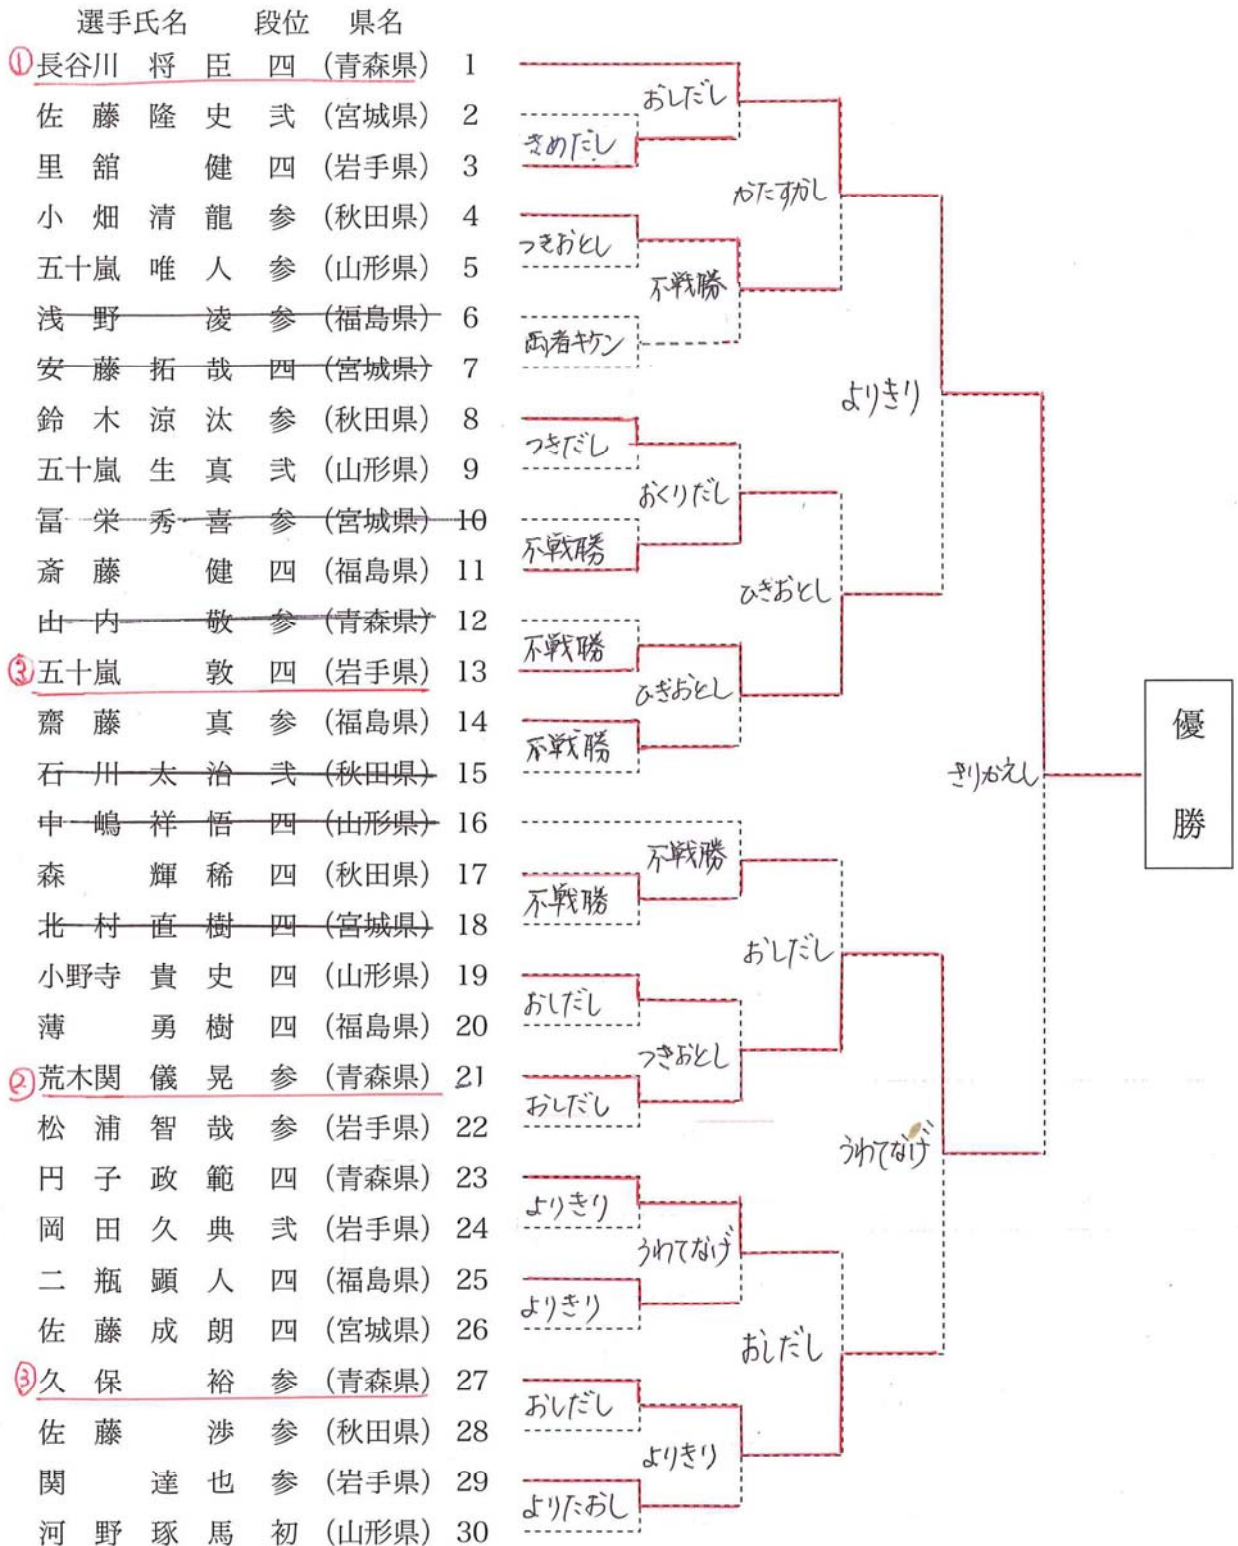 選手氏名 段位 県名
①長谷川 将 臣 四 (青森県) 1
おしだし
佐 藤 隆 史 弐 (宮城県) 2
きめだし
里 舘 健 四 (岩手県) 3
かたすかし
小 畑 清 龍 参 (秋田県) 4
つきおとし
五十嵐 唯 人 参 (山形県) 5
不戦勝
浅 野 凌 参 (福島県) 6
両者キケン
安 藤 拓 哉 四 (宮城県) 7
よりきり
鈴 木 涼 汰 参 (秋田県) 8
つきだし
五十嵐 生 真 弐 (山形県) 9
おくりだし
冨 栄 秀 喜 参 (宮城県) 10
不戦勝
斎 藤 健 四 (福島県) 11
ひきおとし
山 内 敬 参 (青森県) 12
不戦勝
③五十嵐 敦 四 (岩手県) 13
ひきおとし
齋 藤 真 参 (福島県) 14
不戦勝
優勝
石 川 太 治 弐 (秋田県) 15
きりかえし
中 嶋 祥 悟 四 (山形県) 16
不戦勝
森 輝 稀 四 (秋田県) 17
不戦勝
北 村 直 樹 四 (宮城県) 18
おしだし
小野寺 貴 史 四 (山形県) 19
おしだし
薄 勇 樹 四 (福島県) 20
つきおとし
②荒木関 儀 晃 参 (青森県) 21
おしだし
松 浦 智 哉 参 (岩手県) 22
うわてなげ
円 子 政 範 四 (青森県) 23
よりきり
岡 田 久 典 弐 (岩手県) 24
うわてなげ
二 瓶 顕 人 四 (福島県) 25
よりきり
佐 藤 成 朗 四 (宮城県) 26
おしだし
③久 保 裕 参 (青森県) 27
おしだし
佐 藤 渉 参 (秋田県) 28
よりきり
関 達 也 参 (岩手県) 29
よりたおし
河 野 琢 馬 初 (山形県) 30